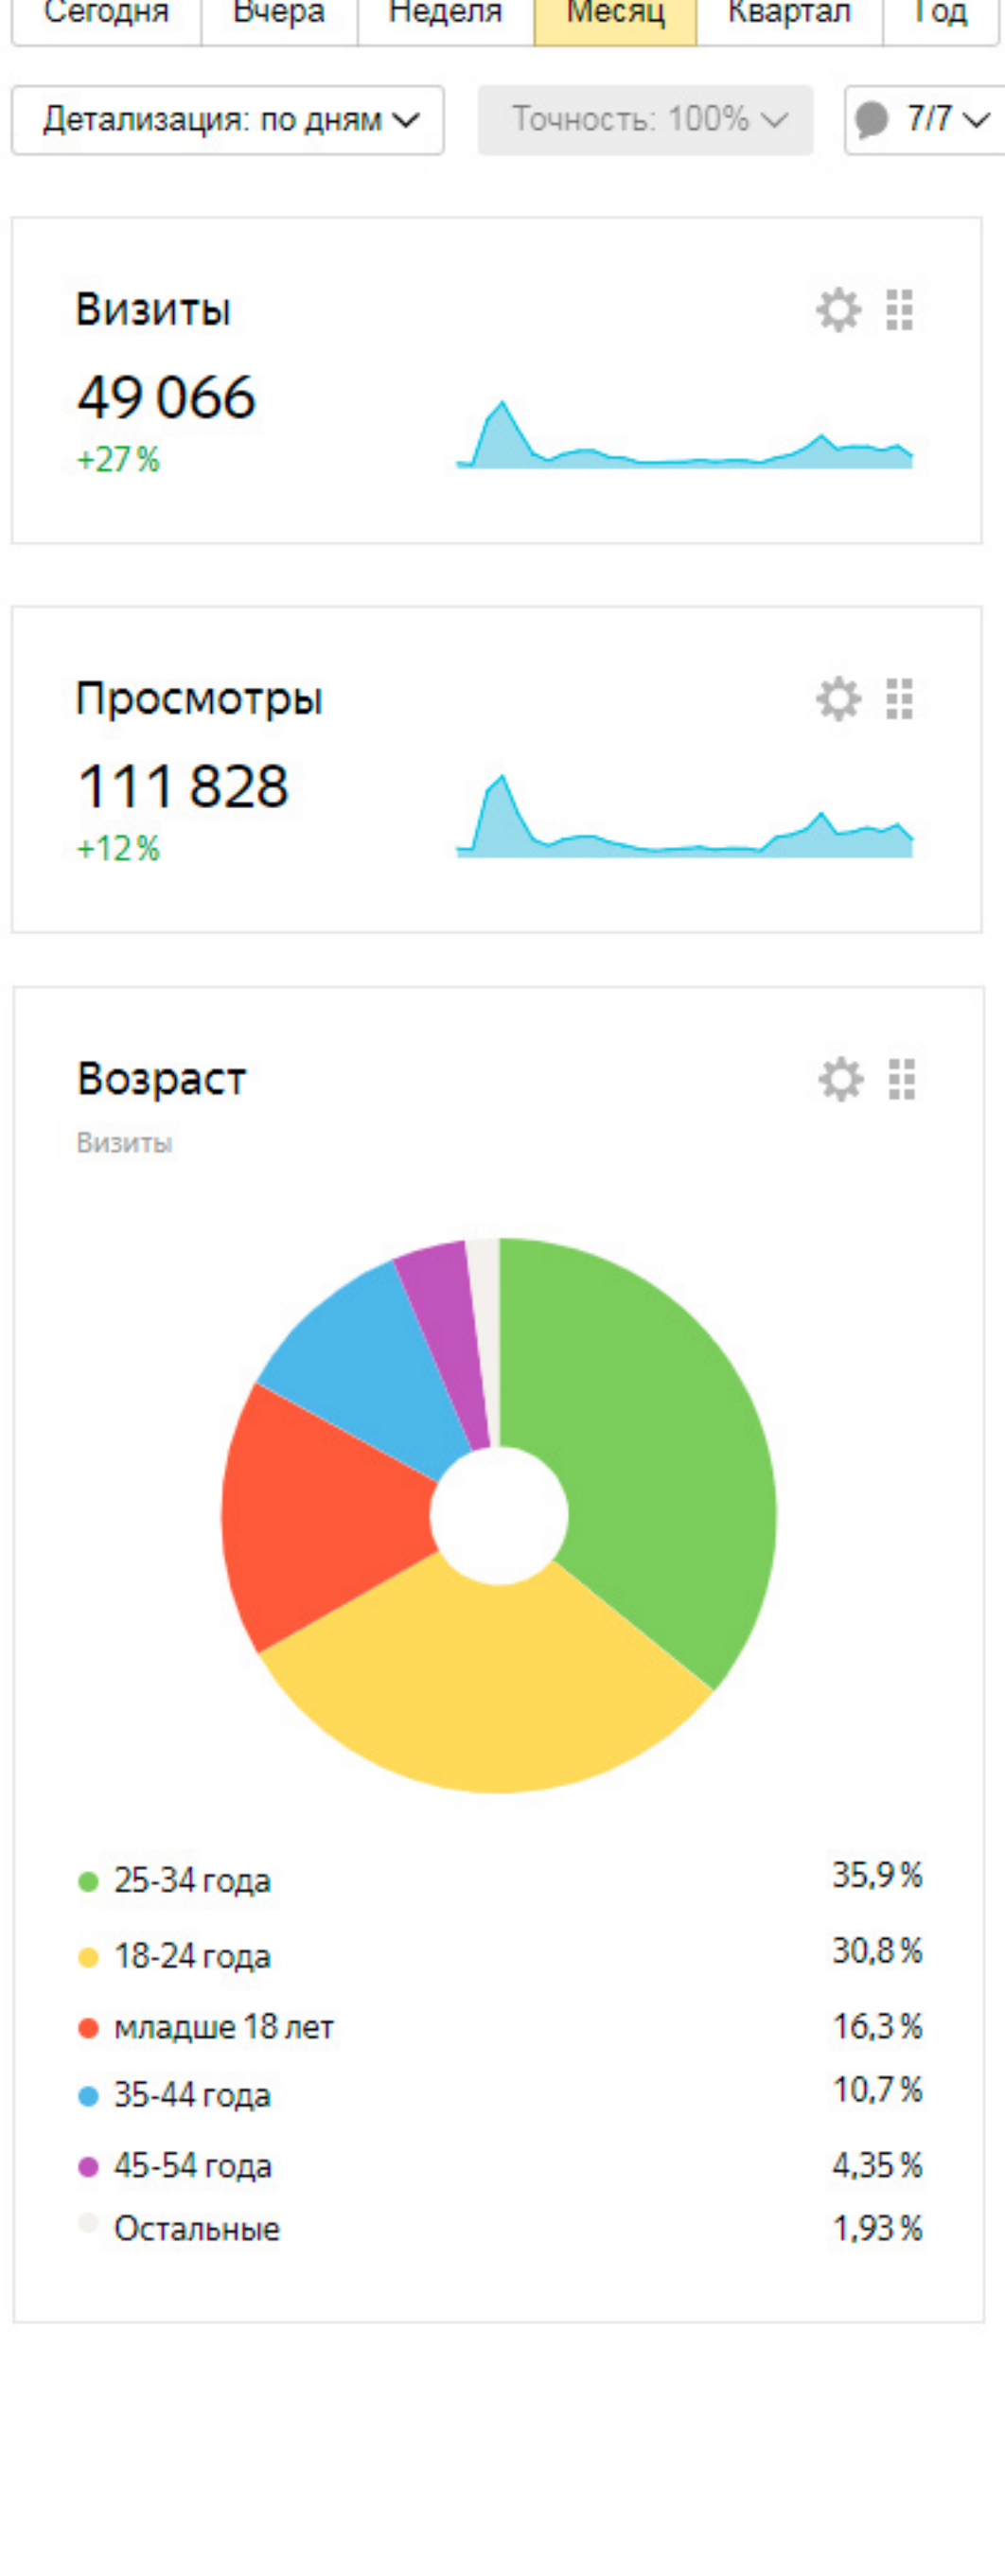 Сегодня Вчера Неделя Месяц Квартал Год
Детализация: по дням Точность: 100% 7/7
Визиты
49 066
+27 %
Просмотры
111 828
+12 %
Возраст
Визиты
25-34 года 35,9 %
18-24 года 30,8 %
младше 18 лет 16,3 %
35-44 года 10,7 %
45-54 года 4,35 %
Остальные 1,93 %